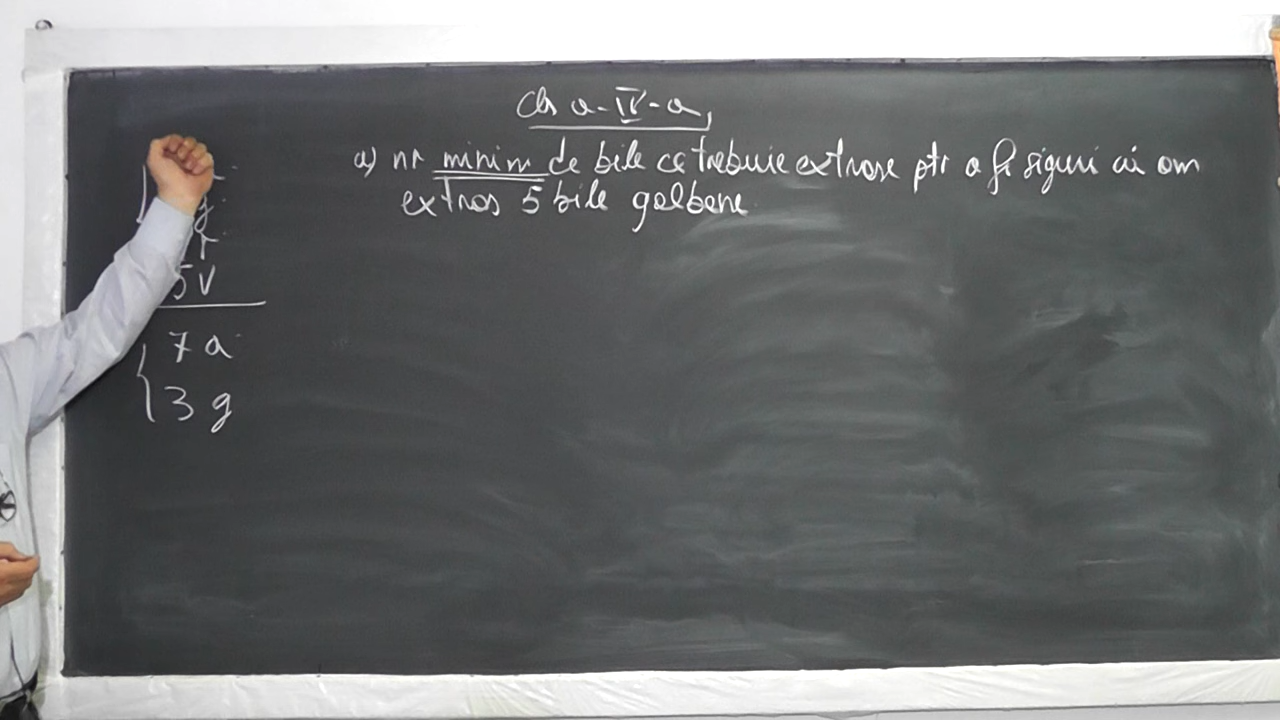 cls a-IV-a,
a) nr minim de bile ce trebuie extrase ptr a fi siguri că am
extras 5 bile galbene
g
r
5V
7 a
3 g